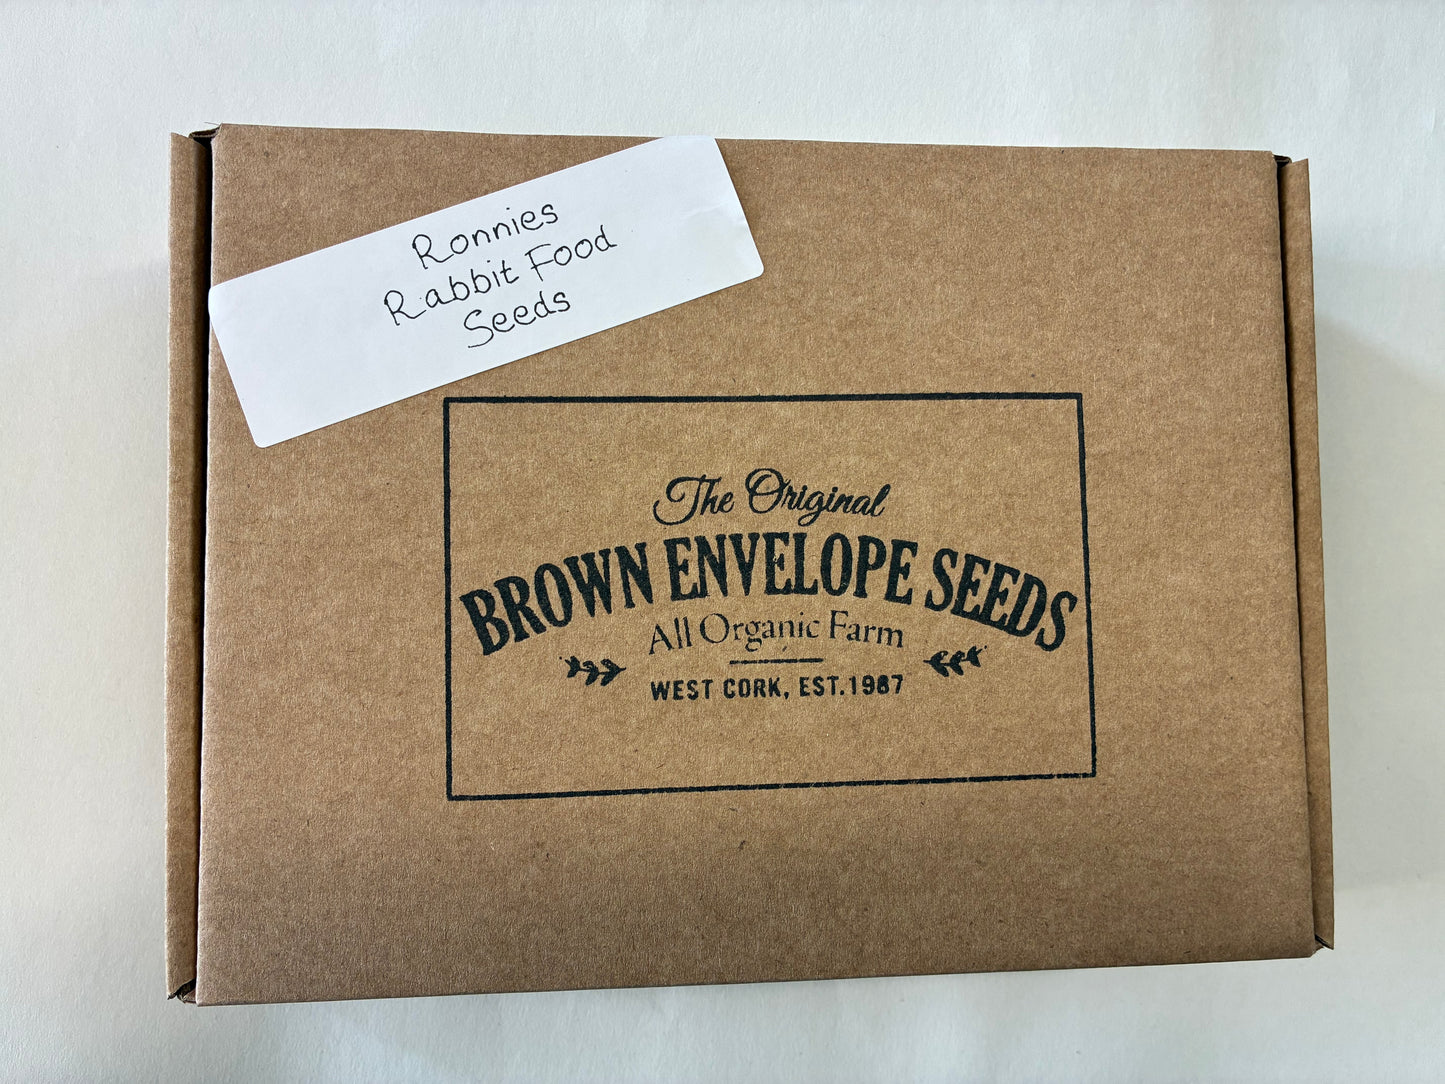 Ronnies
Rabbit Food
Seeds
The Original
BROWN ENVELOPE SEEDS
All Organic Farm
WEST CORK, EST.1987